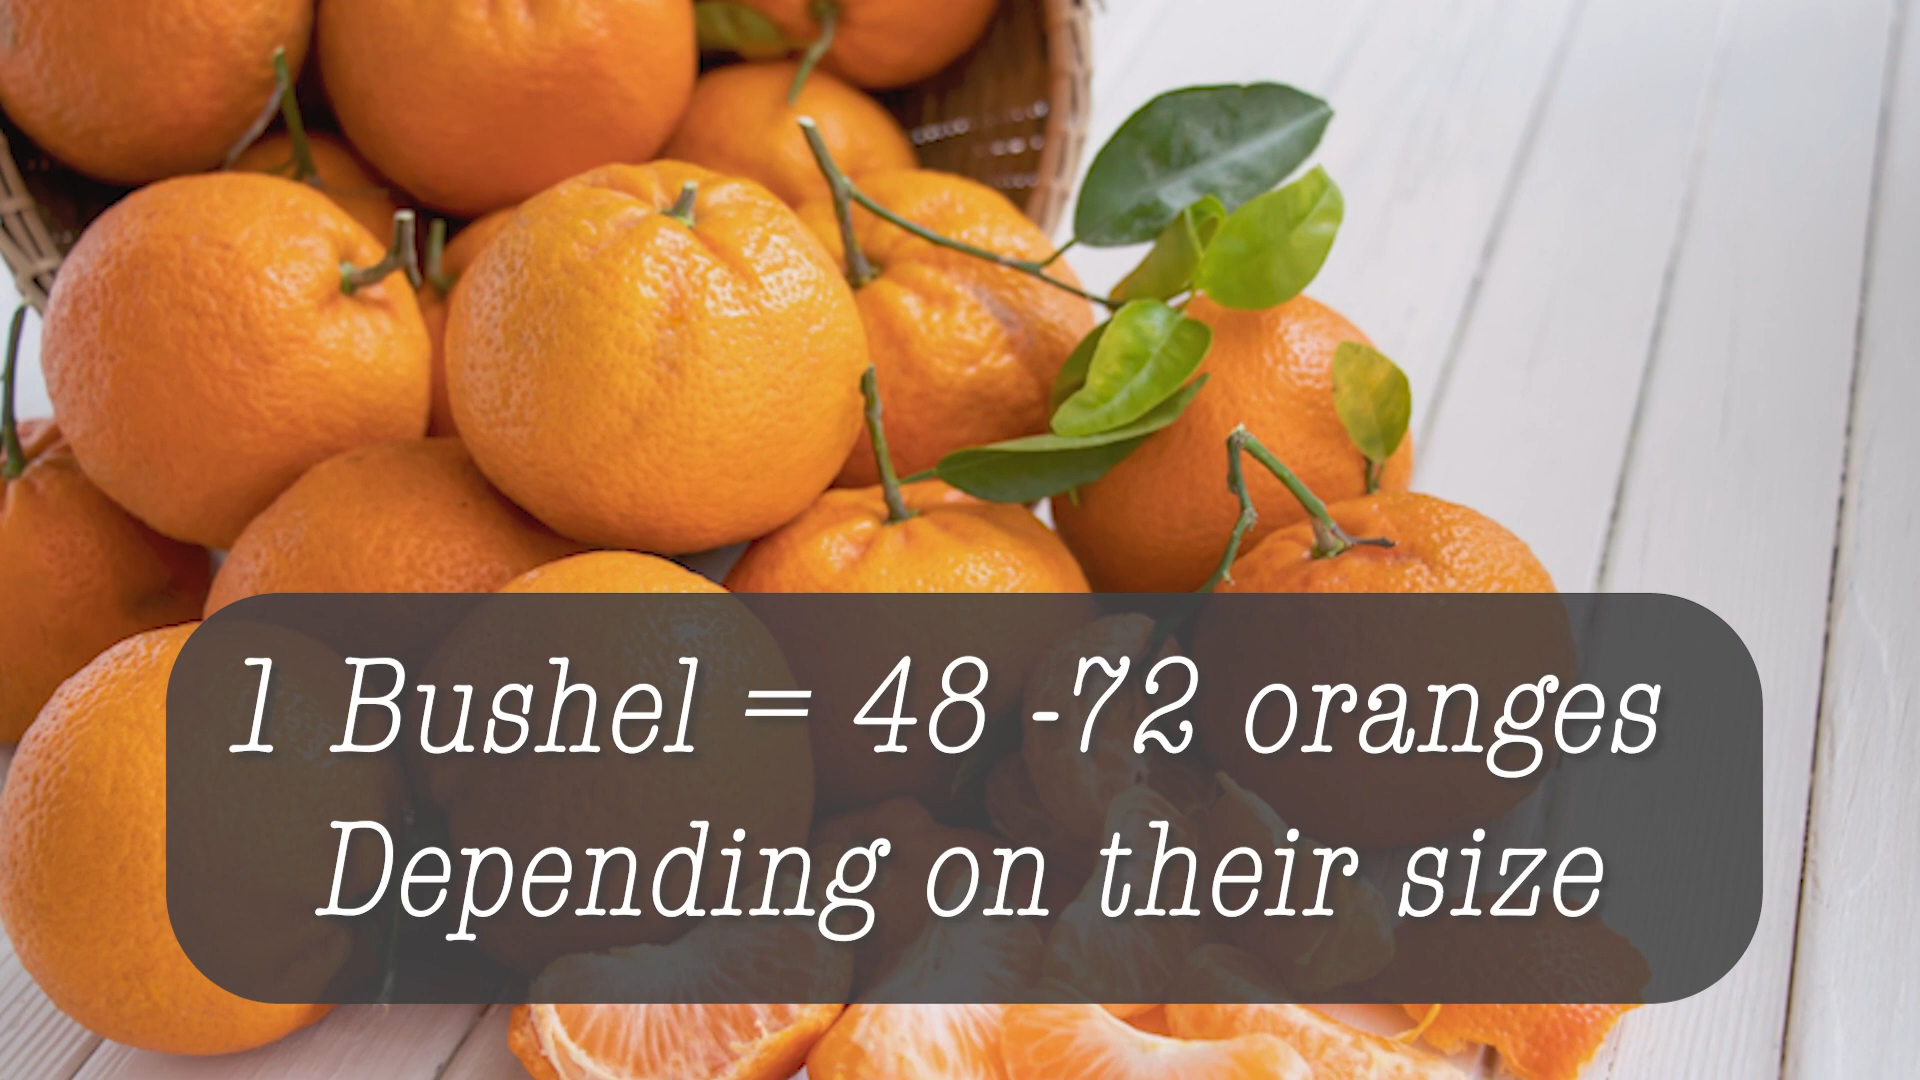 1 Bushel = 48 -72 oranges
Depending on their size